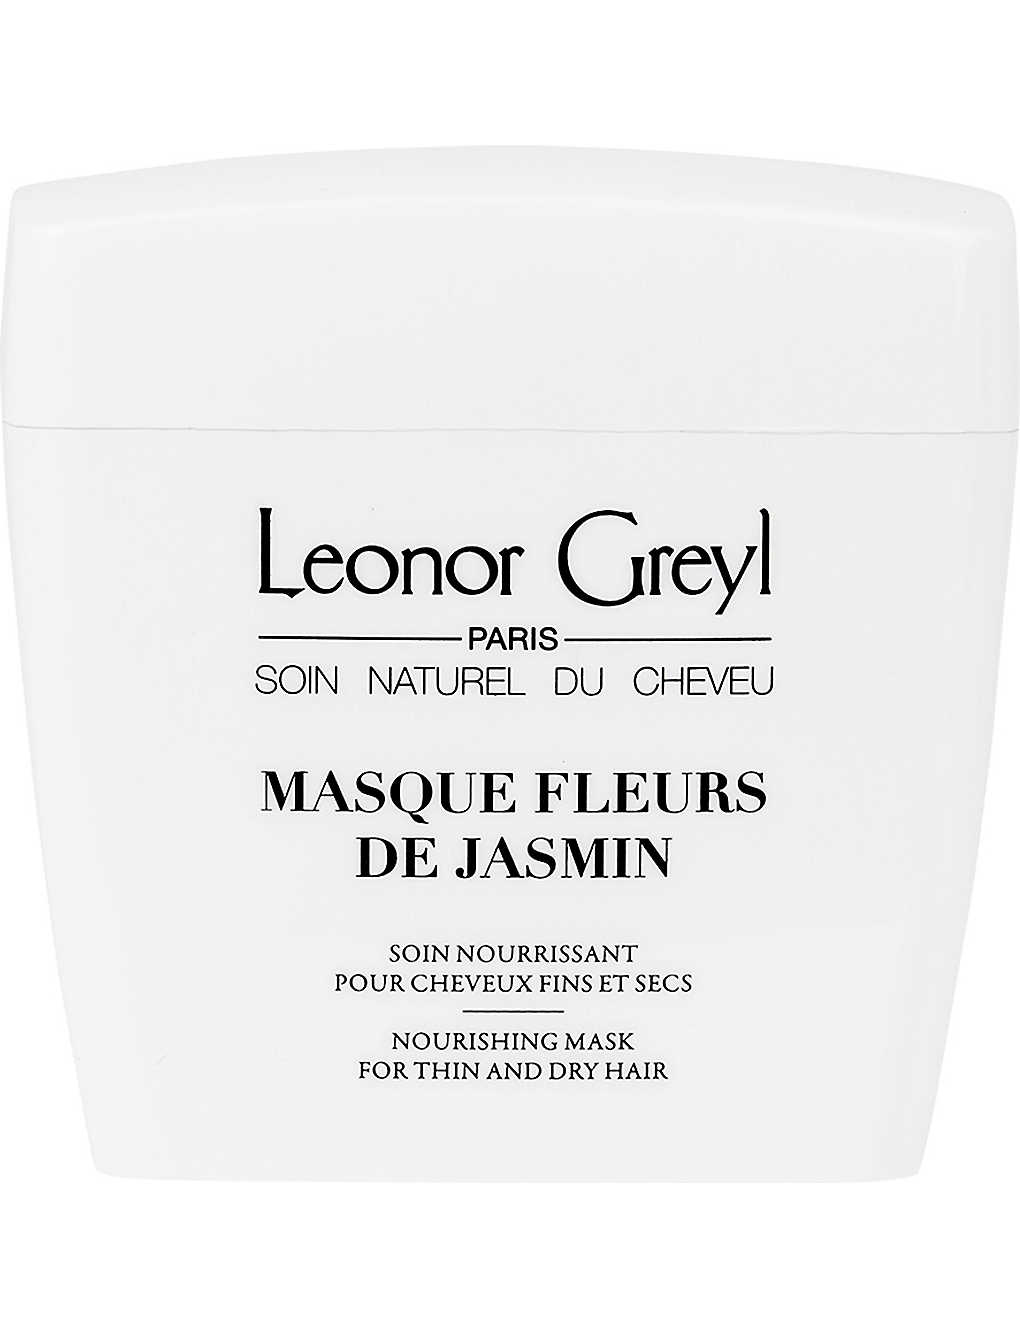 Leonor Greyl
PARIS
SOIN NATUREL DU CHEVEU
MASQUE FLEURS
DE JASMIN
SOIN NOURRISSANT
POUR CHEVEUX FINS ET SECS
NOURISHING MASK
FOR THIN AND DRY HAIR